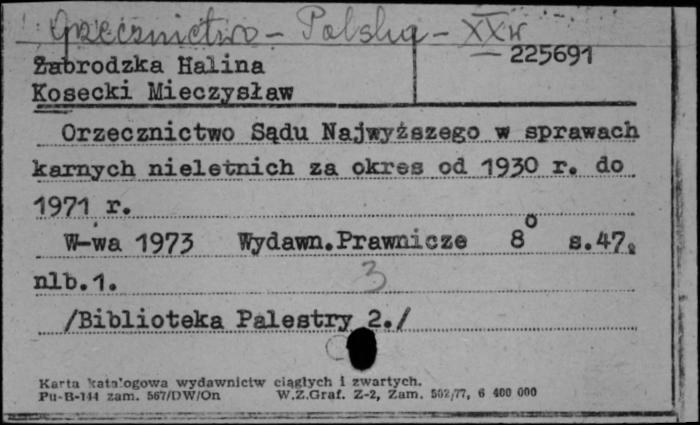 Orzecznictwo - Polska - XXw
225691
Żabrodzka Halina
Kosecki Mieczysław
Orzecznictwo Sądu Najwyższego w sprawach
karnych nieletnich za okres od 1930 r. do
1971 r.
W-wa 1973 Wydawn.Prawnicze 8° s.47,
nlb.1.
3
/Biblioteka Palestry 2./
Karta katalogowa wydawnictw ciągłych i zwartych.
Pu-B-144 zam. 567/DW/On W.Z.Graf. Z-2, Zam. 502/77, 6 400 000